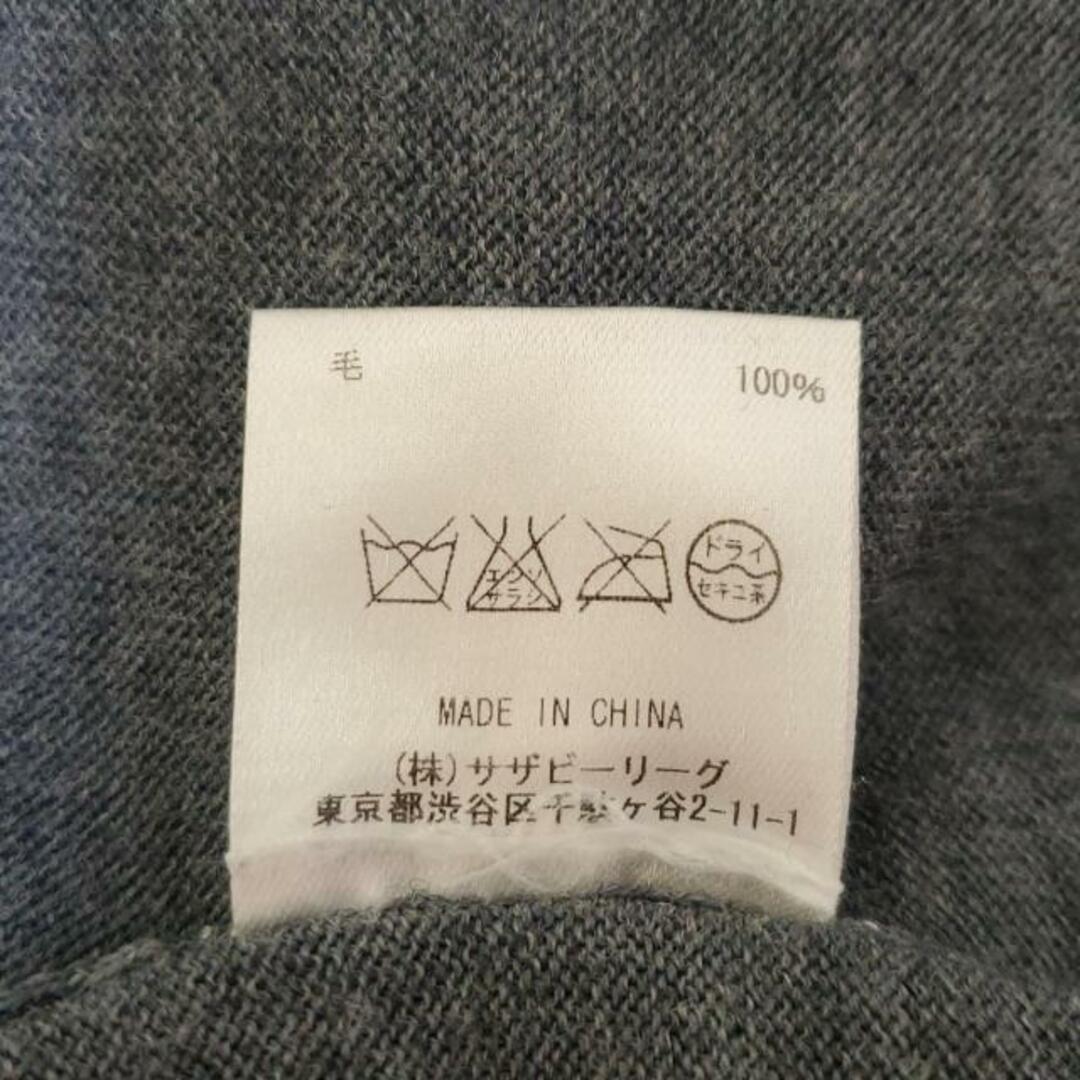 毛 100%
エンソ
サラシ
ドライ
セキユ系
MADE IN CHINA
(株)サザビーリーグ
東京都渋谷区千駄ヶ谷2-11-1